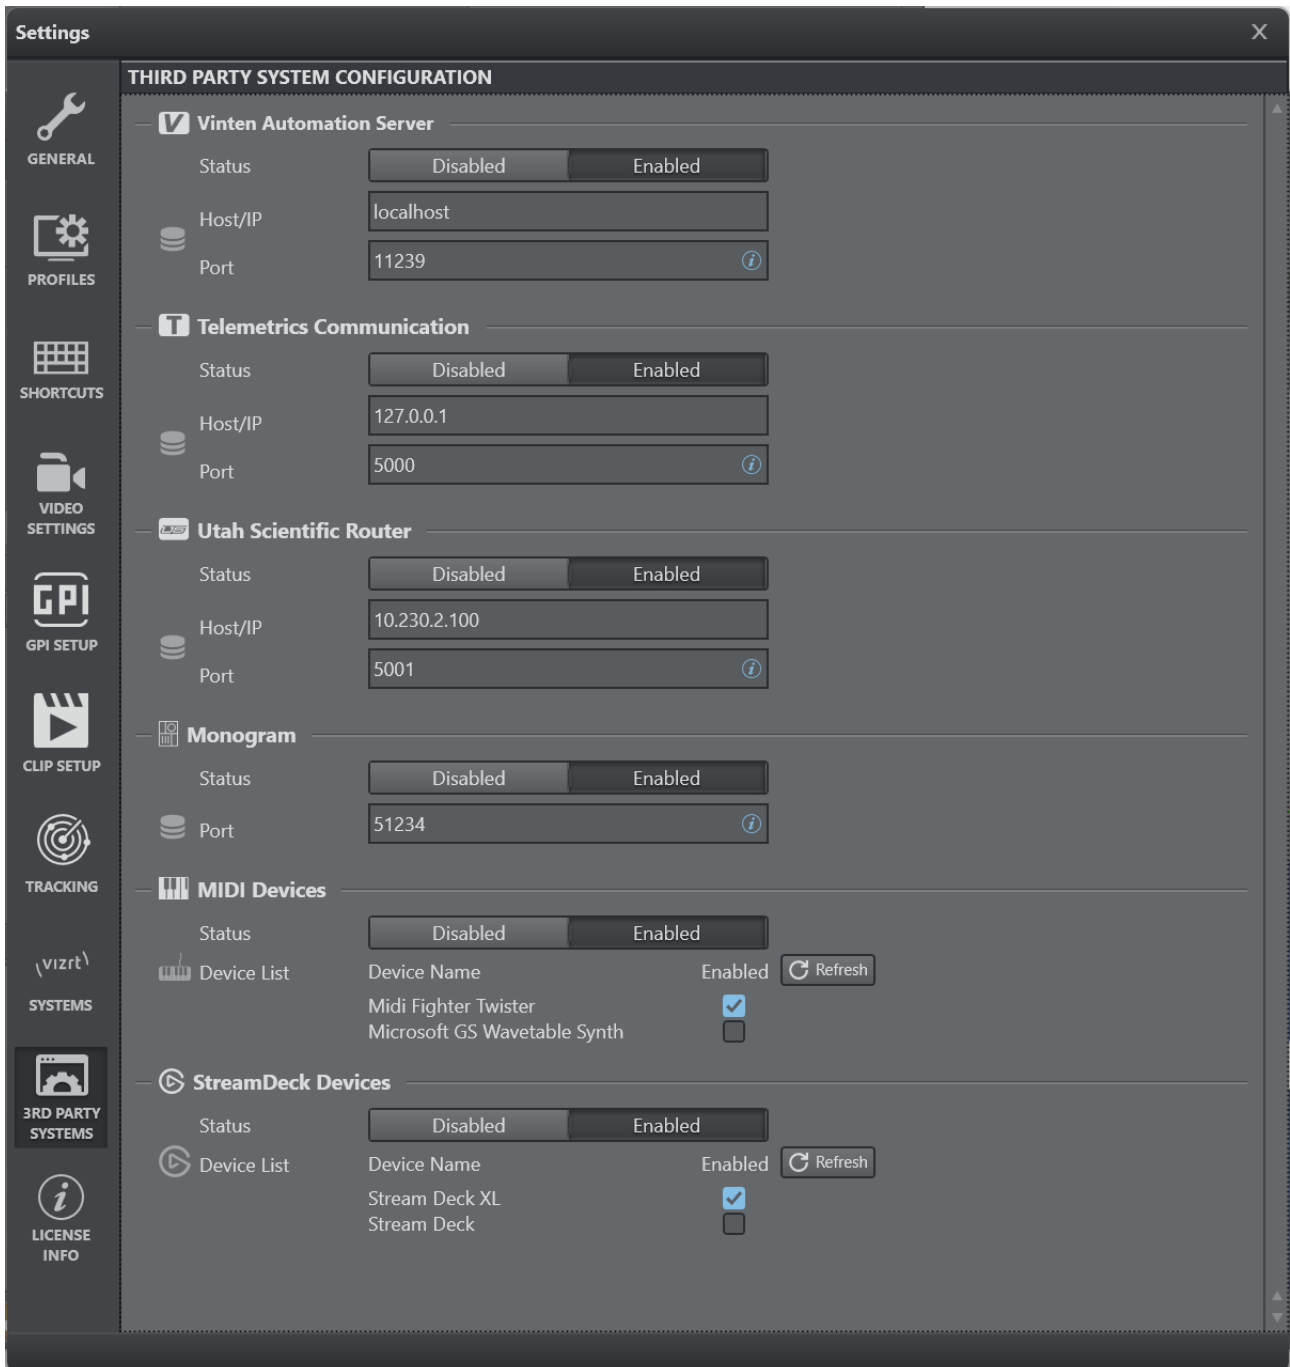 Settings
X
THIRD PARTY SYSTEM CONFIGURATION
GENERAL
PROFILES
SHORTCUTS
VIDEO
SETTINGS
GPI
GPI SETUP
CLIP SETUP
TRACKING
vizrt
SYSTEMS
3RD PARTY
SYSTEMS
i
LICENSE
INFO
V Vinten Automation Server
Status Disabled Enabled
Host/IP localhost
Port 11239 i
T Telemetrics Communication
Status Disabled Enabled
Host/IP 127.0.0.1
Port 5000 i
US Utah Scientific Router
Status Disabled Enabled
Host/IP 10.230.2.100
Port 5001 i
Monogram
Status Disabled Enabled
Port 51234 i
MIDI Devices
Status Disabled Enabled
Device List Device Name Enabled Refresh
Midi Fighter Twister
Microsoft GS Wavetable Synth
StreamDeck Devices
Status Disabled Enabled
Device List Device Name Enabled Refresh
Stream Deck XL
Stream Deck